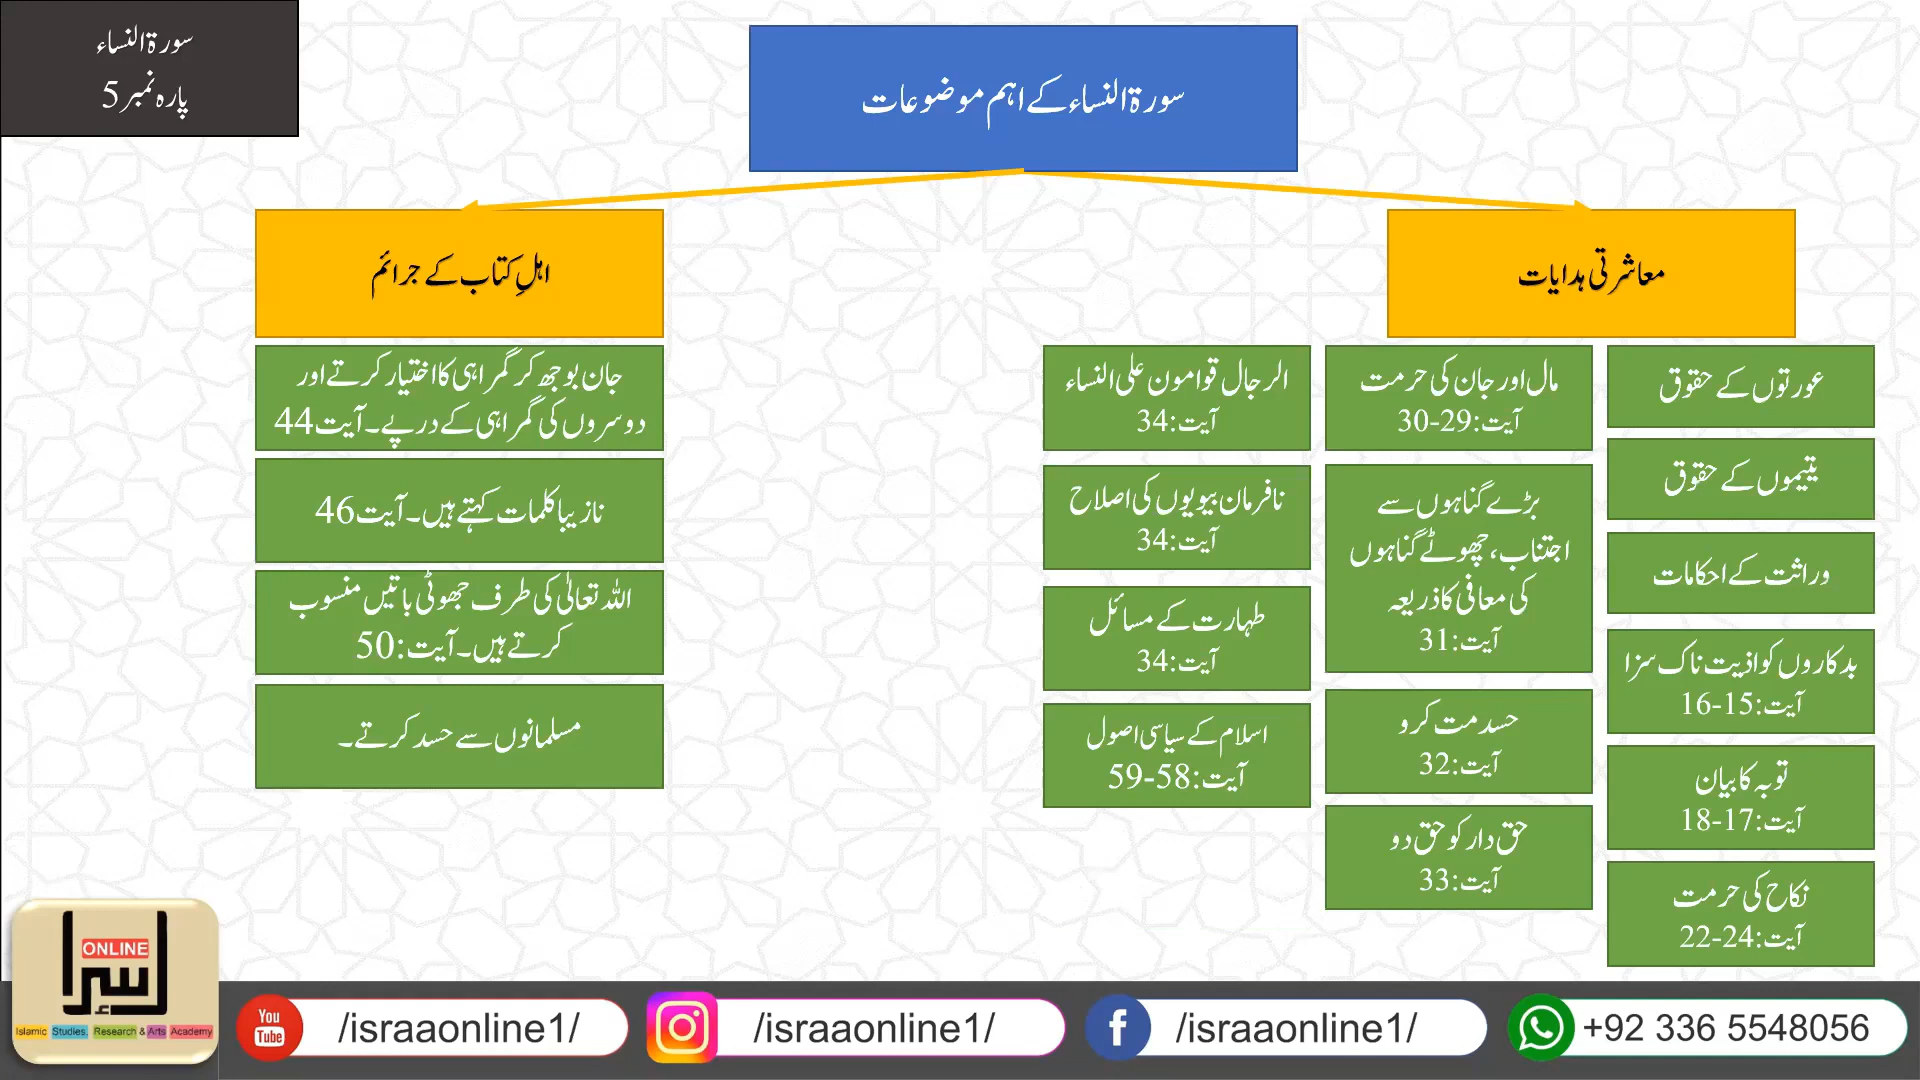 سورۃ النساء
پارہ نمبر 5
سورۃ النساء کے اہم موضوعات
معاشرتی ہدایات
عورتوں کے حقوق
یتیموں کے حقوق
وراثت کے احکامات
بدکاروں کو اذیت ناک سزا
آیت:15-16
توبہ کا بیان
آیت:17-18
نکاح کی حرمت
آیت:24-22
مال اور جان کی حرمت
آیت:29-30
بڑے گناہوں سے
اجتناب، چھوٹے گناہوں
کی معافی کا ذریعہ
آیت:31
حسد مت کرو
آیت:32
حق دار کو حق دو
آیت:33
الرجال قوامون علی النساء
آیت:34
نافرمان بیویوں کی اصلاح
آیت:34
طہارت کے مسائل
آیت:34
اسلام کے سیاسی اصول
آیت:58-59
اہلِ کتاب کے جرائم
جان بوجھ کر گمراہی کا اختیار کرتے اور
دوسروں کی گمراہی کے درپے۔ آیت 44
نازیبا کلمات کہتے ہیں۔ آیت 46
اللہ تعالٰی کی طرف جھوٹی باتیں منسوب
کرتے ہیں۔ آیت:50
مسلمانوں سے حسد کرتے۔
ONLINE
إسرا
Islamic Studies, Research & Arts Academy
You
Tube
/israaonline1/
/israaonline1/
f
/israaonline1/
+92 336 5548056